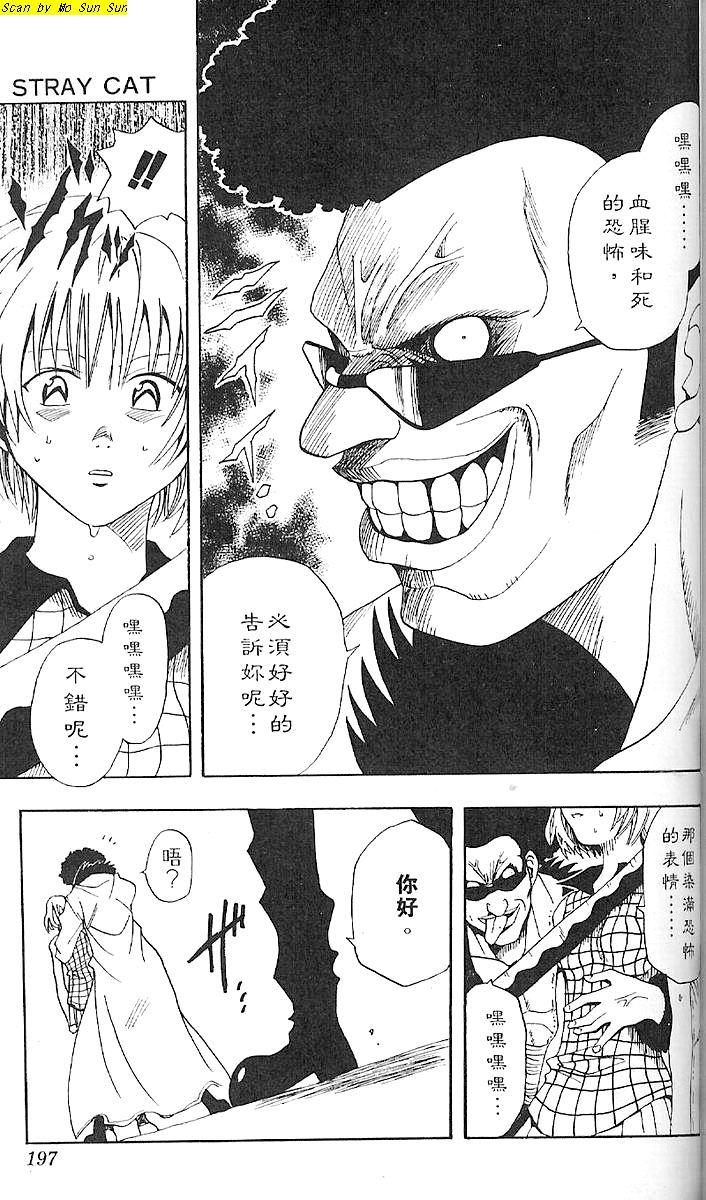 Scan by Mo Sun Sun
STRAY CAT
嘿嘿嘿……
血腥味和死
的恐怖，
必須好好的
告訴妳呢…
!!
嘿嘿嘿嘿…
不錯呢…
那個染滿恐怖
的表情……
嘿嘿嘿嘿…
你好。
唔？
197